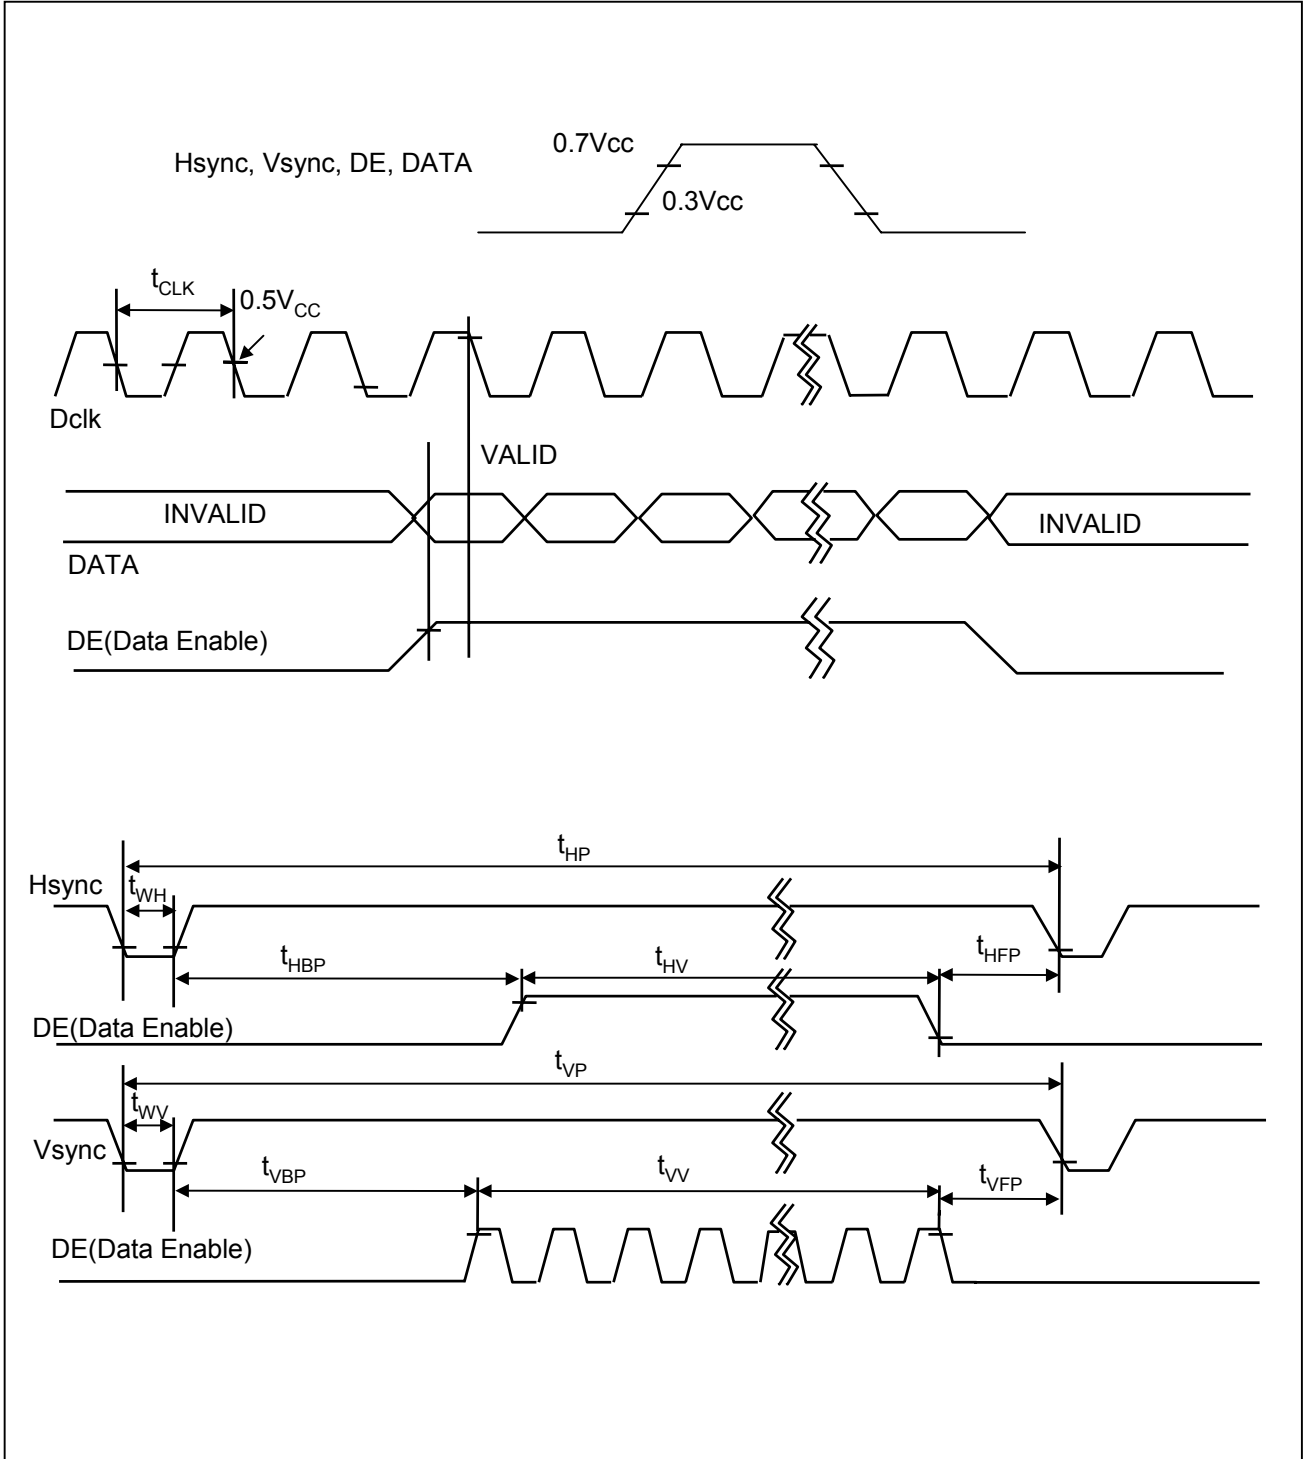 0.7Vcc
Hsync, Vsync, DE, DATA
0.3Vcc
tCLK
0.5VCC
Dclk
VALID
INVALID
INVALID
DATA
DE(Data Enable)
tHP
Hsync
tWH
tHBP
tHV
tHFP
DE(Data Enable)
tVP
tWV
Vsync
tVBP
tVV
tVFP
DE(Data Enable)